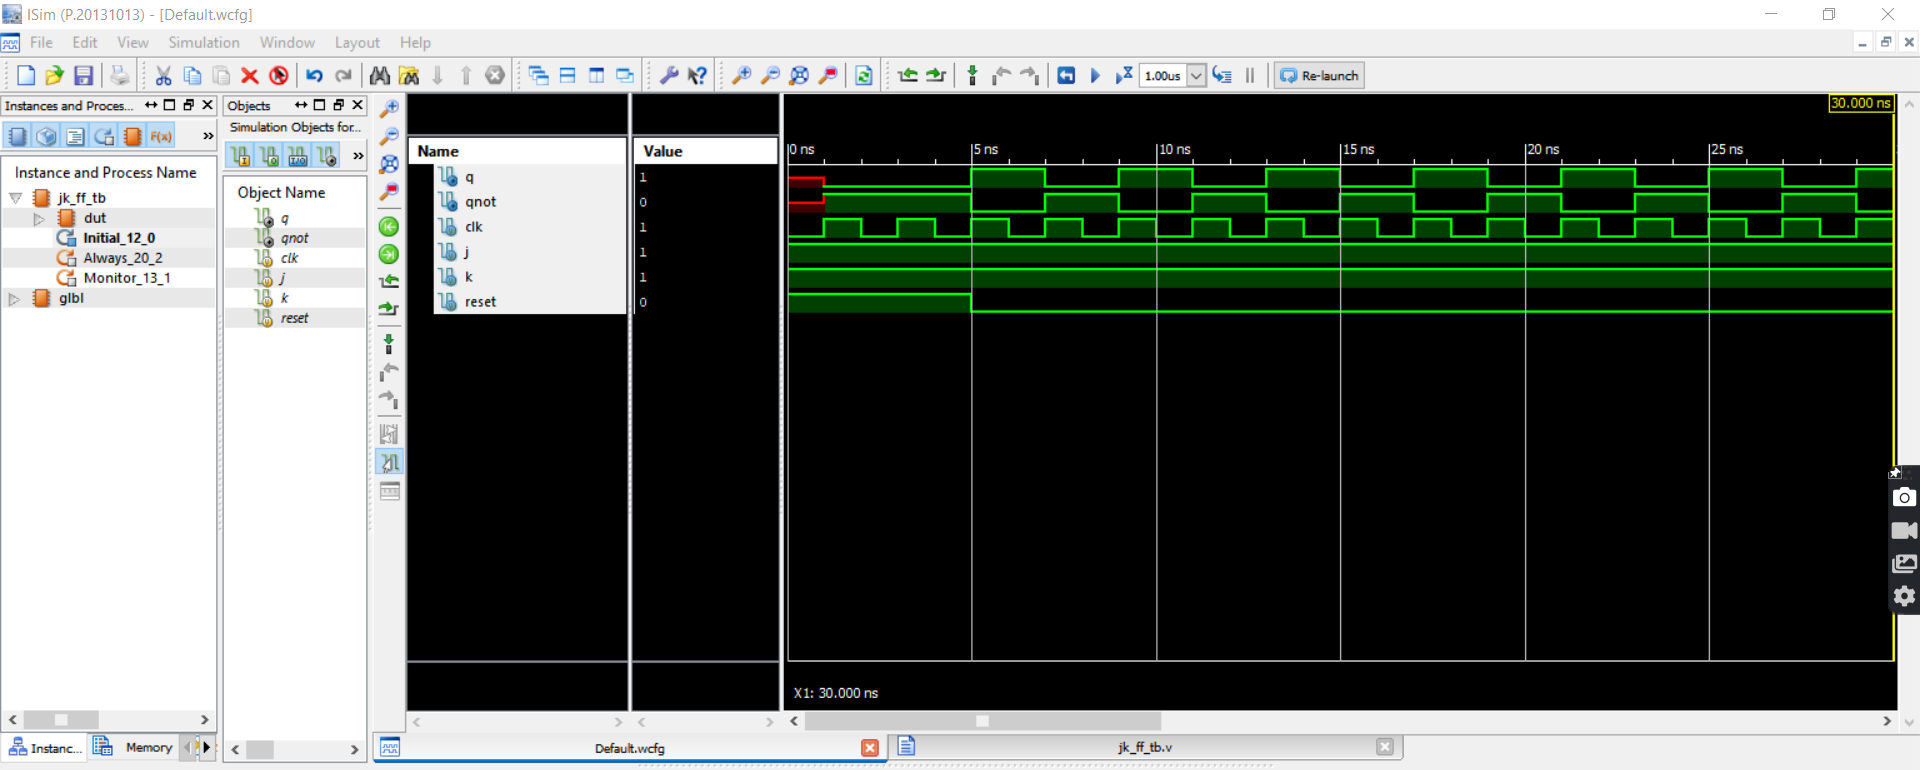 ISim (P.20131013) - [Default.wcfg]
File Edit View Simulation Window Layout Help
1.00us
Re-launch
Instances and Proces...
Instance and Process Name
jk_ff_tb
dut
Initial_12_0
Always_20_2
Monitor_13_1
glbl
Instanc...
Memory
Objects
Simulation Objects for...
Object Name
q
qnot
clk
j
k
reset
Name Value
q 1
qnot 0
clk 1
j 1
k 1
reset 0
30.000 ns
0 ns 5 ns 10 ns 15 ns 20 ns 25 ns
X1: 30.000 ns
Default.wcfg
jk_ff_tb.v